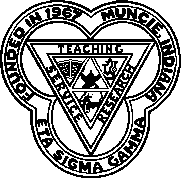 FOUNDED IN 1967
MUNCIE, INDIANA
TEACHING
SERVICE
RESEARCH
ETA SIGMA GAMMA